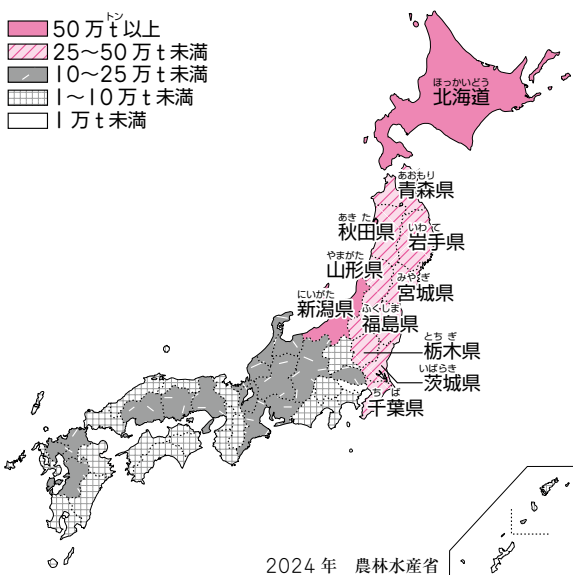 50万t以上
トン
25～50万t未満
10～25万t未満
1～10万t未満
1万t未満
ほっかいどう
北海道
あおもり
青森県
あきた
秋田県
いわて
岩手県
やまがた
山形県
みやぎ
宮城県
にいがた
新潟県
ふくしま
福島県
とちぎ
栃木県
いばらき
茨城県
ちば
千葉県
2024年　農林水産省